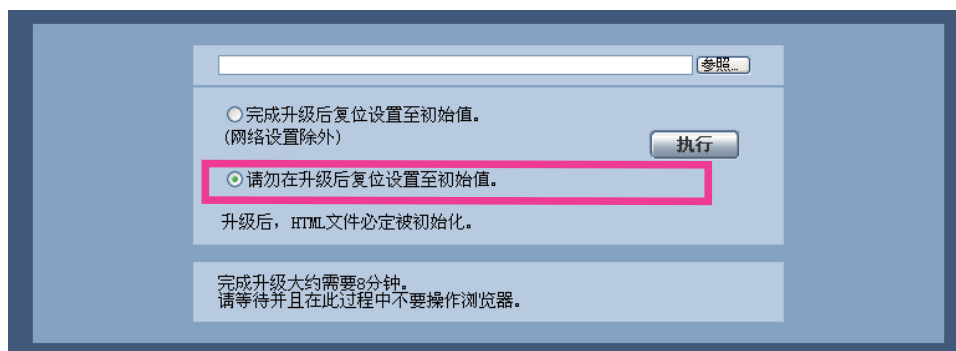 参照...
完成升级后复位设置至初始值。
(网络设置除外)
执行
请勿在升级后复位设置至初始值。
升级后，HTML文件必定被初始化。
完成升级大约需要8分钟。
请等待并且在此过程中不要操作浏览器。